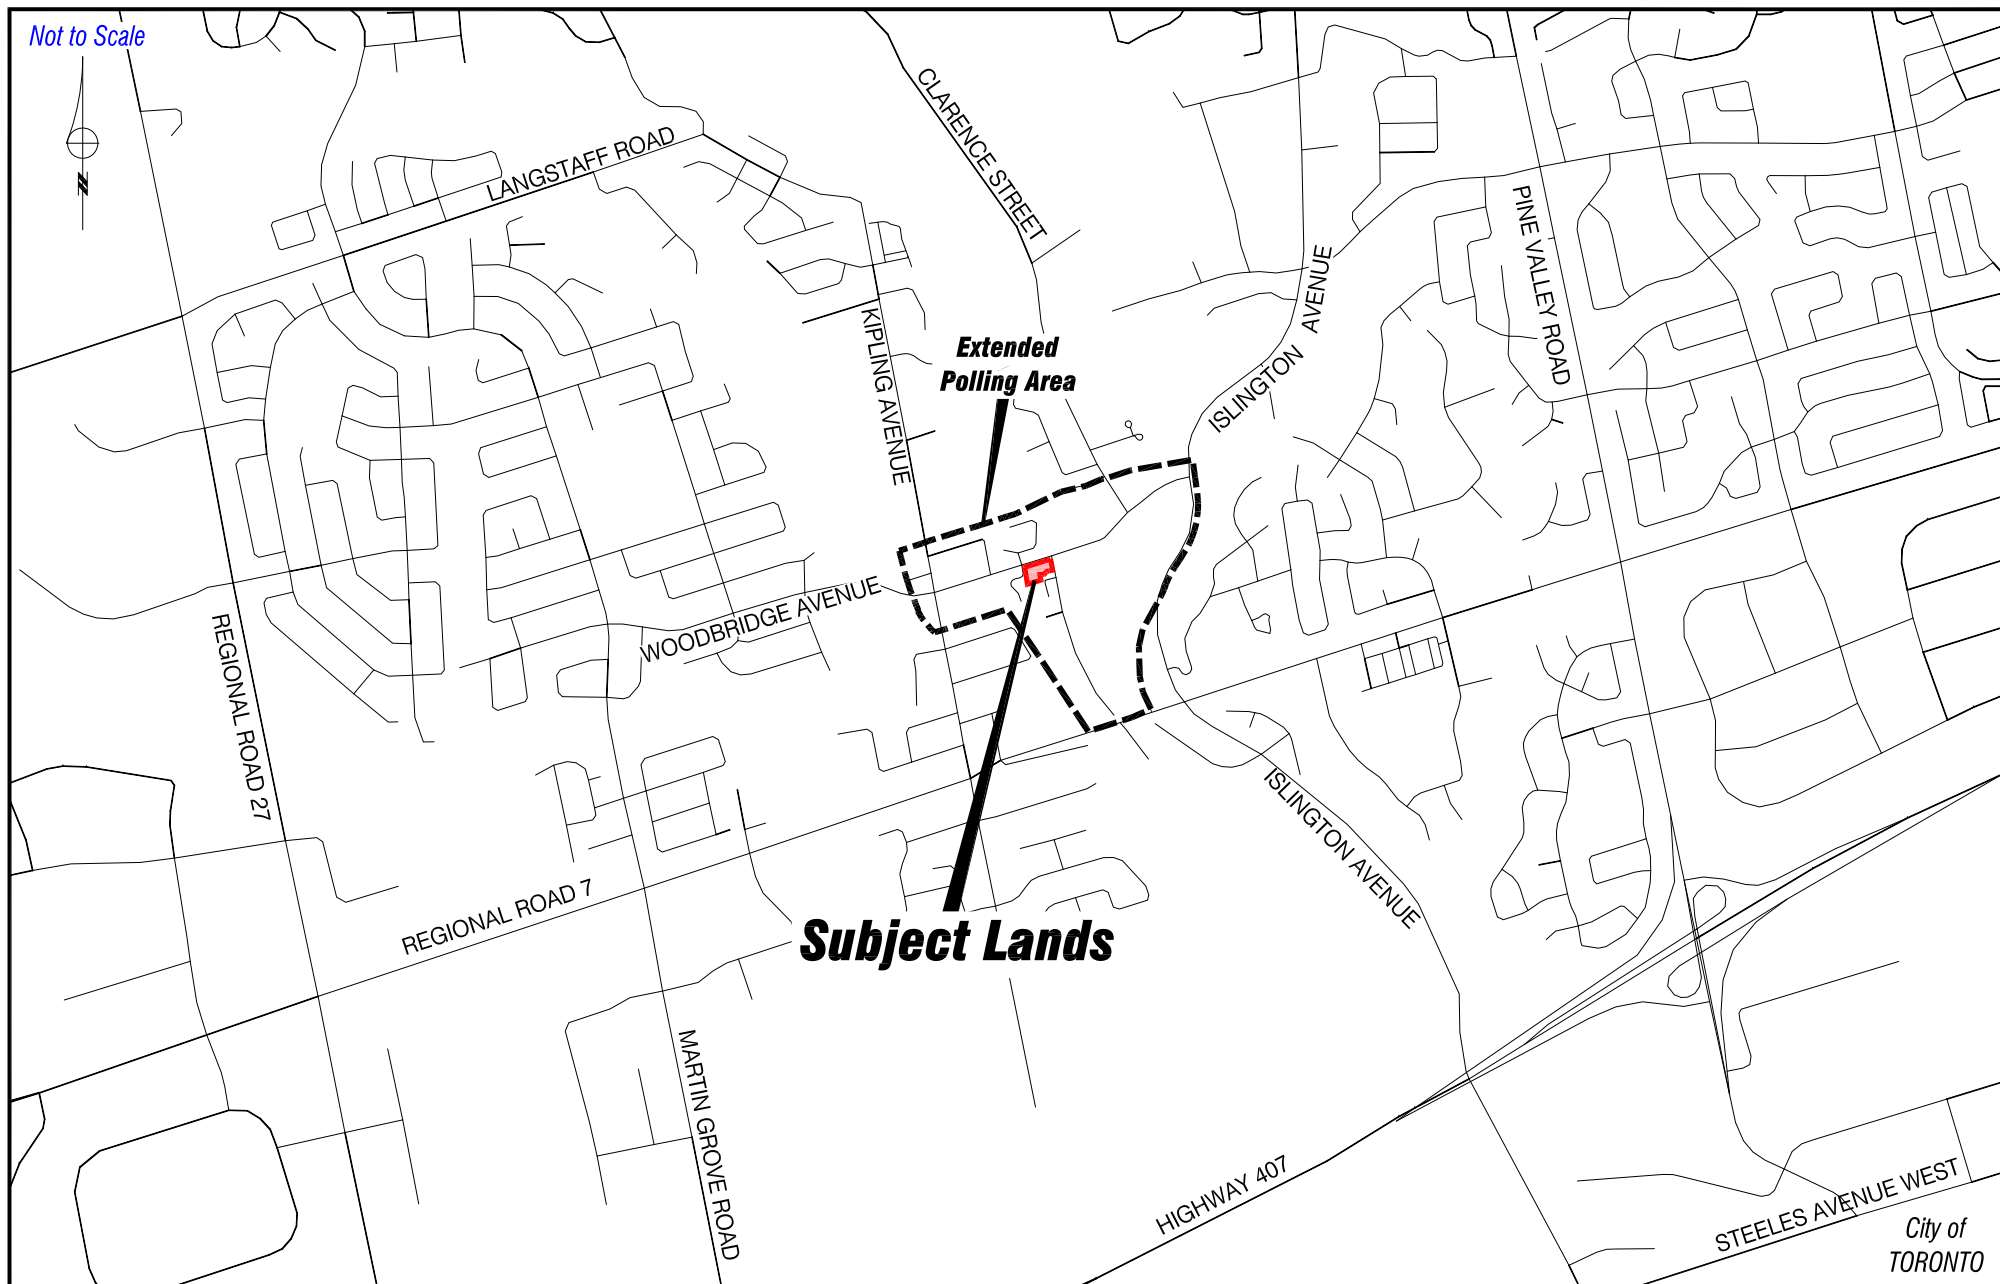 Not to Scale
CLARENCE STREET
LANGSTAFF ROAD
PINE VALLEY ROAD
ISLINGTON AVENUE
KIPLING AVENUE
Extended
Polling Area
WOODBRIDGE AVENUE
REGIONAL ROAD 27
ISLINGTON AVENUE
REGIONAL ROAD 7
Subject Lands
MARTIN GROVE ROAD
HIGHWAY 407
STEELES AVENUE WEST
City of
TORONTO
N